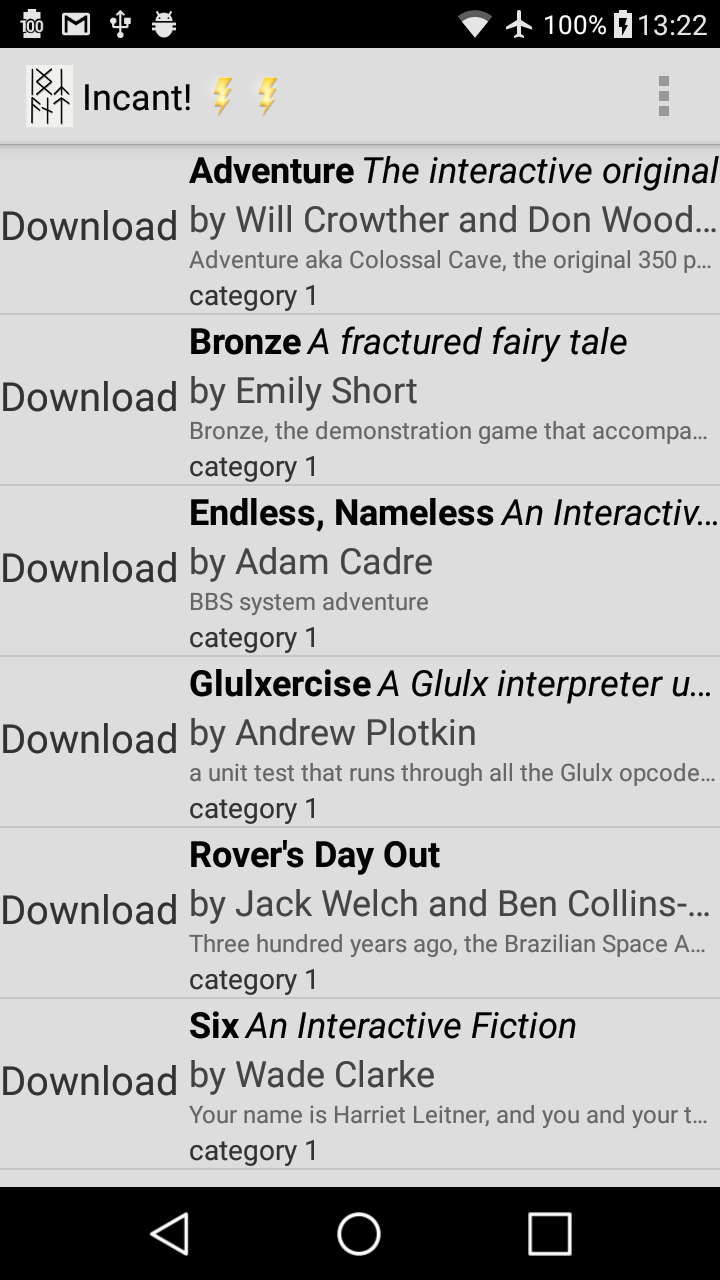 100 100% 13:22
Incant!
Adventure The interactive original
Download
by Will Crowther and Don Wood...
Adventure aka Colossal Cave, the original 350 p...
category 1
Bronze A fractured fairy tale
Download
by Emily Short
Bronze, the demonstration game that accompa...
category 1
Endless, Nameless An Interactiv...
Download
by Adam Cadre
BBS system adventure
category 1
Glulxercise A Glulx interpreter u...
Download
by Andrew Plotkin
a unit test that runs through all the Glulx opcode...
category 1
Rover's Day Out
Download
by Jack Welch and Ben Collins-...
Three hundred years ago, the Brazilian Space A...
category 1
Six An Interactive Fiction
Download
by Wade Clarke
Your name is Harriet Leitner, and you and your t...
category 1